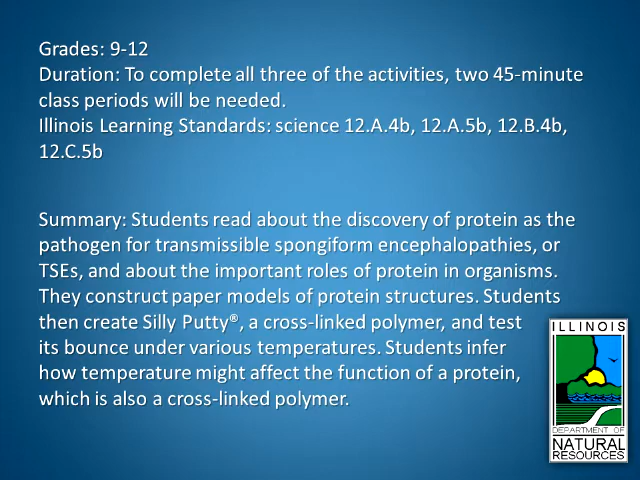 Grades: 9-12
Duration: To complete all three of the activities, two 45-minute
class periods will be needed.
Illinois Learning Standards: science 12.A.4b, 12.A.5b, 12.B.4b,
12.C.5b
Summary: Students read about the discovery of protein as the
pathogen for transmissible spongiform encephalopathies, or
TSEs, and about the important roles of protein in organisms.
They construct paper models of protein structures. Students
then create Silly Putty®, a cross-linked polymer, and test
its bounce under various temperatures. Students infer
how temperature might affect the function of a protein,
which is also a cross-linked polymer.
ILLINOIS
DEPARTMENT OF
NATURAL
RESOURCES